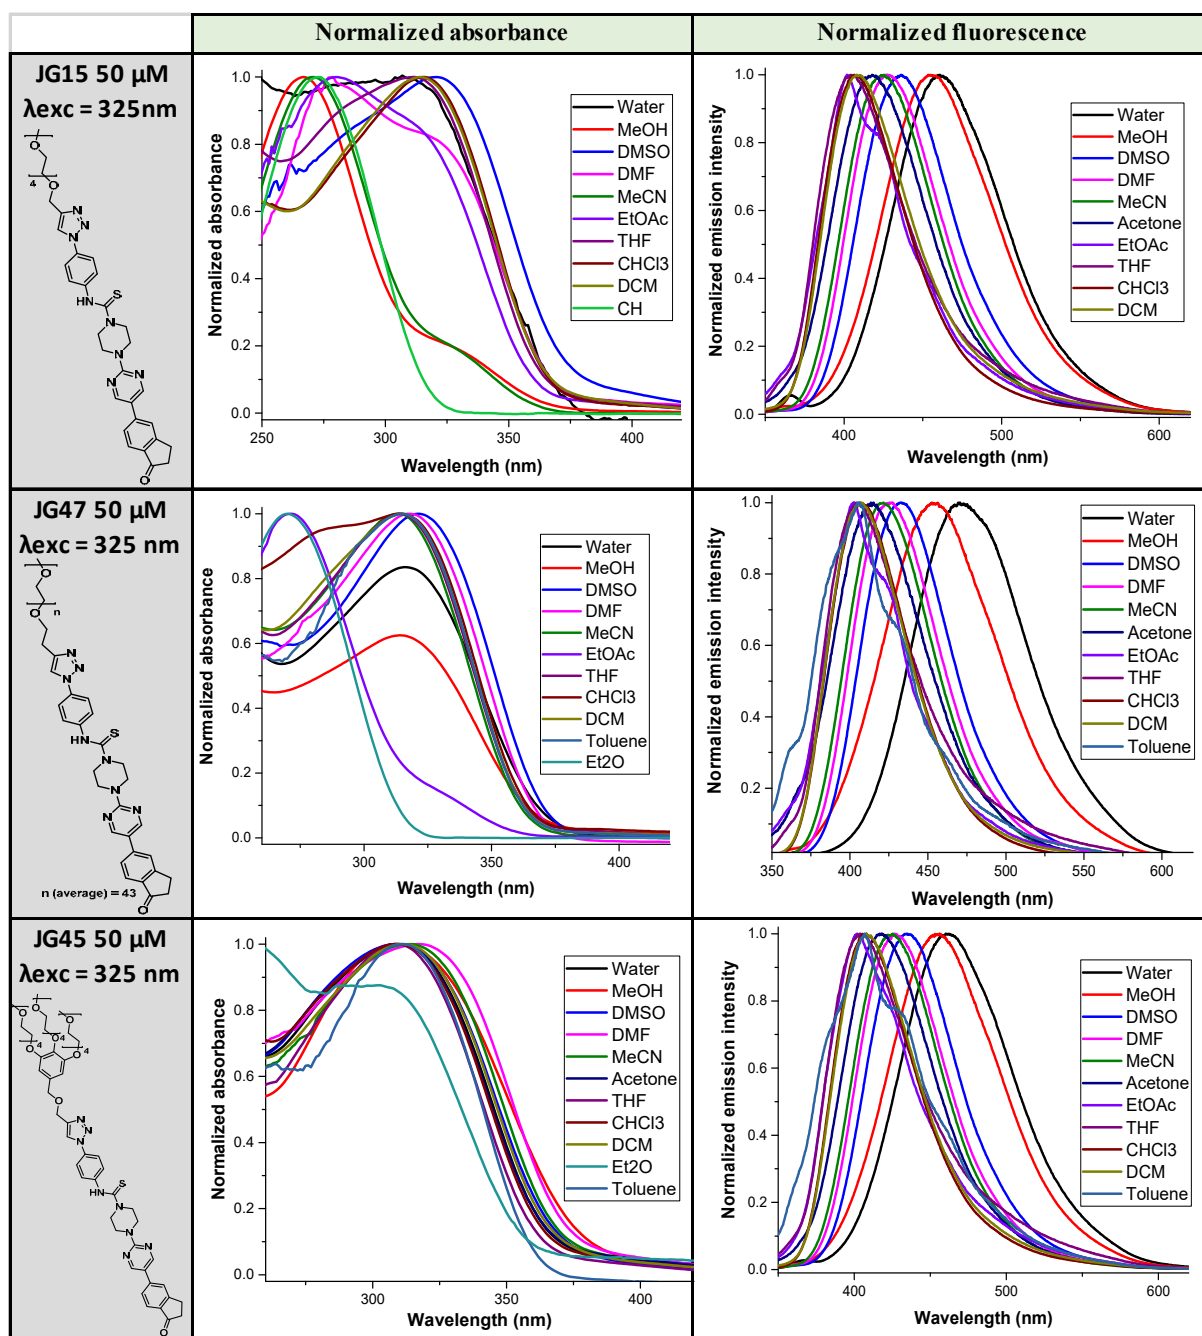 Normalized absorbance
Normalized fluorescence
JG15 50 µM
λexc = 325nm
O
4
O
N
N
N
HN
S
N
N
N
N
O
Normalized absorbance
1.0
0.8
0.6
0.4
0.2
0.0
250
300
350
400
Wavelength (nm)
Water
MeOH
DMSO
DMF
MeCN
EtOAc
THF
CHCl3
DCM
CH
Normalized emission intensity
1.0
0.8
0.6
0.4
0.2
0.0
400
500
600
Wavelength (nm)
Water
MeOH
DMSO
DMF
MeCN
Acetone
EtOAc
THF
CHCl3
DCM
JG47 50 µM
λexc = 325 nm
O
n
O
N
N
N
HN
S
N
N
N
N
O
n (average) = 43
Normalized absorbance
1.0
0.8
0.6
0.4
0.2
0.0
300
350
400
Wavelength (nm)
Water
MeOH
DMSO
DMF
MeCN
EtOAc
THF
CHCl3
DCM
Toluene
Et2O
Normalized emission intensity
1.0
0.8
0.6
0.4
0.2
350
400
450
500
550
600
Wavelength (nm)
Water
MeOH
DMSO
DMF
MeCN
Acetone
EtOAc
THF
CHCl3
DCM
Toluene
JG45 50 µM
λexc = 325 nm
O
O
O
4
4
4
O
O
O
O
N
N
N
HN
S
N
N
N
N
O
Normalized absorbance
1.0
0.8
0.6
0.4
0.2
0.0
300
350
400
Wavelength (nm)
Water
MeOH
DMSO
DMF
MeCN
Acetone
THF
CHCl3
DCM
Et2O
Toluene
Normalized emission intensity
1.0
0.8
0.6
0.4
0.2
0.0
400
500
600
Wavelength (nm)
Water
MeOH
DMSO
DMF
MeCN
Acetone
EtOAc
THF
CHCl3
DCM
Toluene